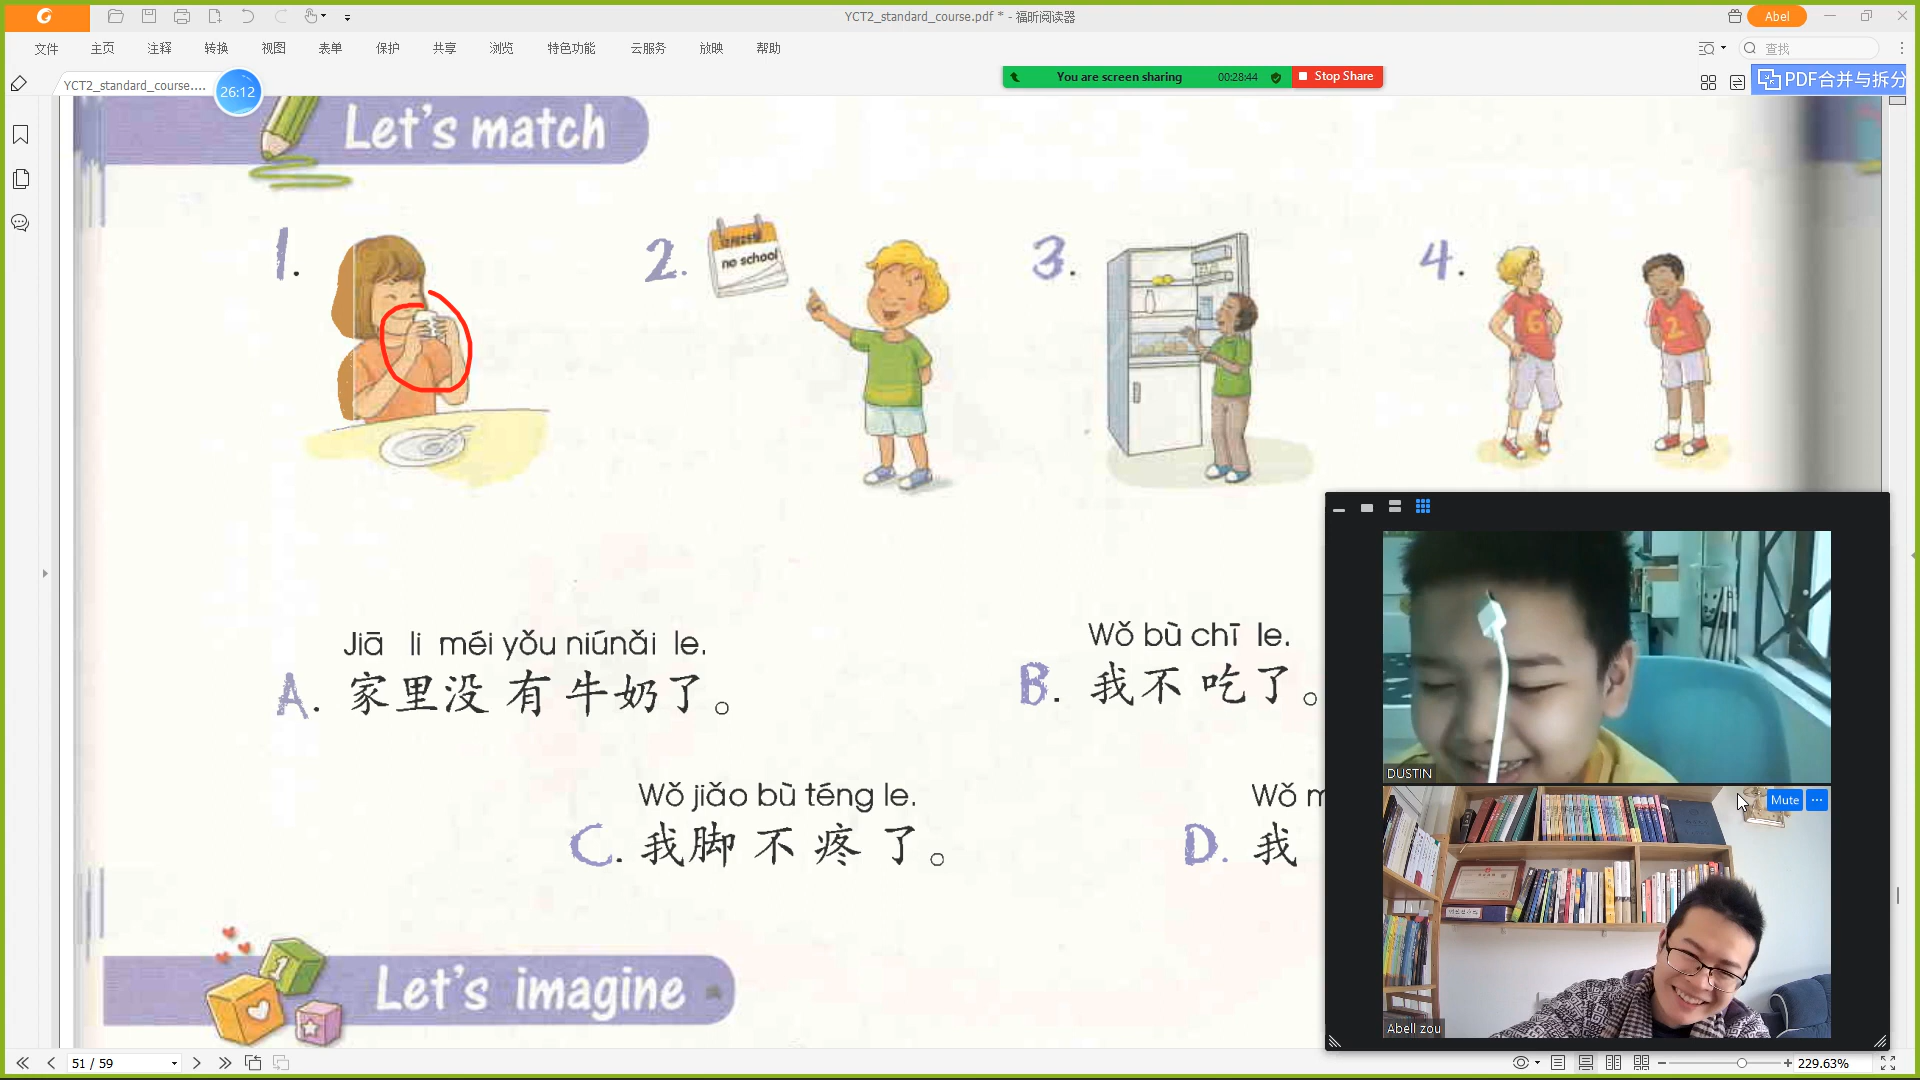 YCT2_standard_course.pdf * - 福昕阅读器
Abel
文件 主页 注释 转换 视图 表单 保护 共享 浏览 特色功能 云服务 放映 帮助
查找
YCT2_standard_course....
26:12
You are screen sharing 00:28:44 Stop Share
PDF合并与拆分
Let's match
1. 2. 3. 4.
no school
6
2
Jiā li méi yǒu niúnǎi le.
A. 家里没有牛奶了。
Wǒ bù chī le.
B. 我不吃了。
Wǒ jiǎo bù téng le.
C. 我脚不疼了。
Wǒ m
D. 我
DUSTIN
Mute ...
Abell zou
1
Let's imagine
51 / 59
229.63%